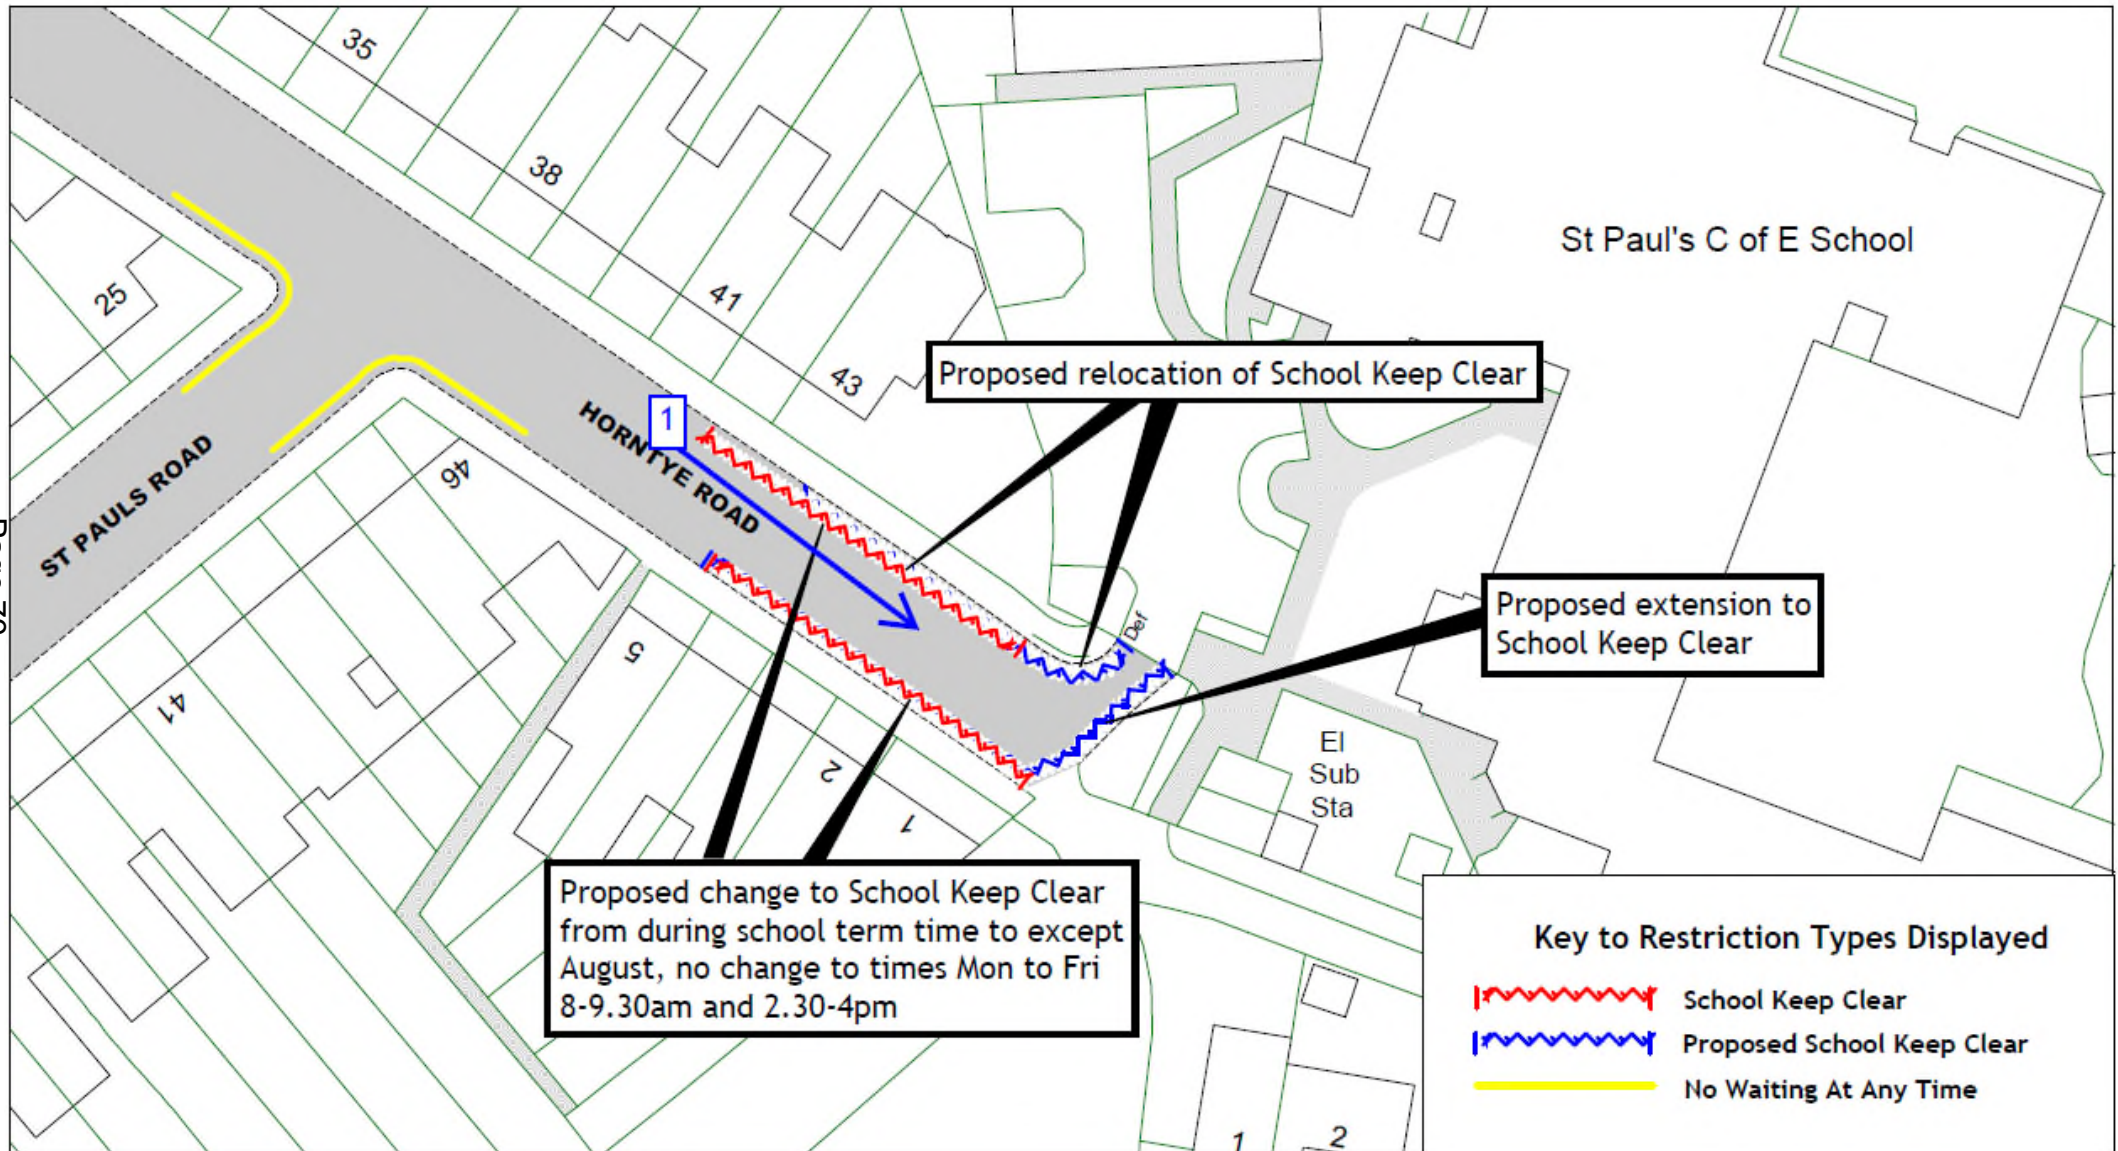 35
38
25
41
43
St Paul's C of E School
Proposed relocation of School Keep Clear
1
HORNTYE ROAD
ST PAULS ROAD
46
41
5
2
1
Def
Proposed extension to
School Keep Clear
El
Sub
Sta
Proposed change to School Keep Clear
from during school term time to except
August, no change to times Mon to Fri
8-9.30am and 2.30-4pm
Key to Restriction Types Displayed
School Keep Clear
Proposed School Keep Clear
No Waiting At Any Time
1
2